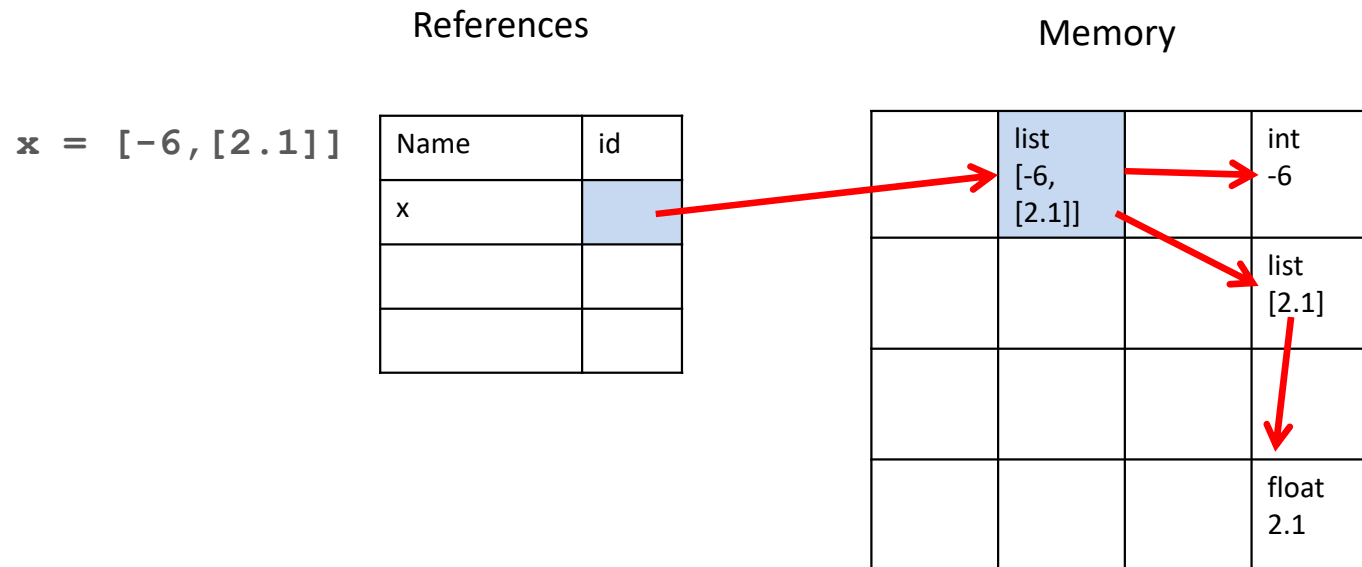 References
Memory
x = [-6,[2.1]]
Name id
x
list
[-6,
[2.1]]
int
-6
list
[2.1]
float
2.1